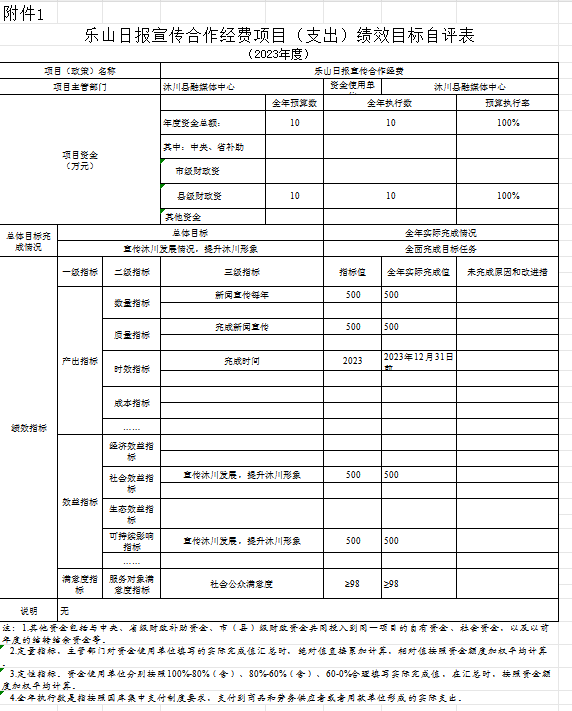 附件1
乐山日报宣传合作经费项目（支出）绩效目标自评表
（2023年度）
项目（政策）名称 乐山日报宣传合作经费
项目主管部门 沐川县融媒体中心 资金使用单 沐川县融媒体中心
项目资金
（万元）
全年预算数 全年执行数 预算执行率
年度资金总额： 10 10 100%
其中：中央、省补助
市级财政资
县级财政资 10 10 100%
其他资金
总体目标完
成情况
总体目标 全年实际完成情况
宣传沐川发展情况，提升沐川形象 全面完成目标任务
绩效指标
一级指标 二级指标 三级指标 指标值 全年实际完成值 未完成原因和改进措
产出指标
数量指标 新闻宣传每年 500 500
质量指标 完成新闻宣传 500 500
时效指标 完成时间 2023 2023年12月31日
前
成本指标
……
效益指标
经济效益指
标
社会效益指
标
宣传沐川发展，提升沐川形象 500 500
生态效益指
标
可持续影响
指标
宣传沐川发展，提升沐川形象 500 500
……
满意度指
标
服务对象满
意度指标
社会公众满意度 ≥98 ≥98
说明 无
注：1.其他资金包括与中央、省级财政补助资金、市（县）级财政资金共同投入到同一项目的自有资金、社会资金，以及以前
年度的结转结余资金等。
2.定量指标，主管部门对资金使用单位填写的实际完成值汇总时，绝对值直接累加计算，相对值按照资金额度加权平均计算
。
3.定性指标，资金使用单位分别按照100%-80%（含）、80%-60%（含）、60-0%合理填写实际完成值，在汇总时，按照资金额
度加权平均计算。
4.全年执行数是指按照国库集中支付制度要求，支付到商品和劳务供应者或者用款单位形成的实际支出。